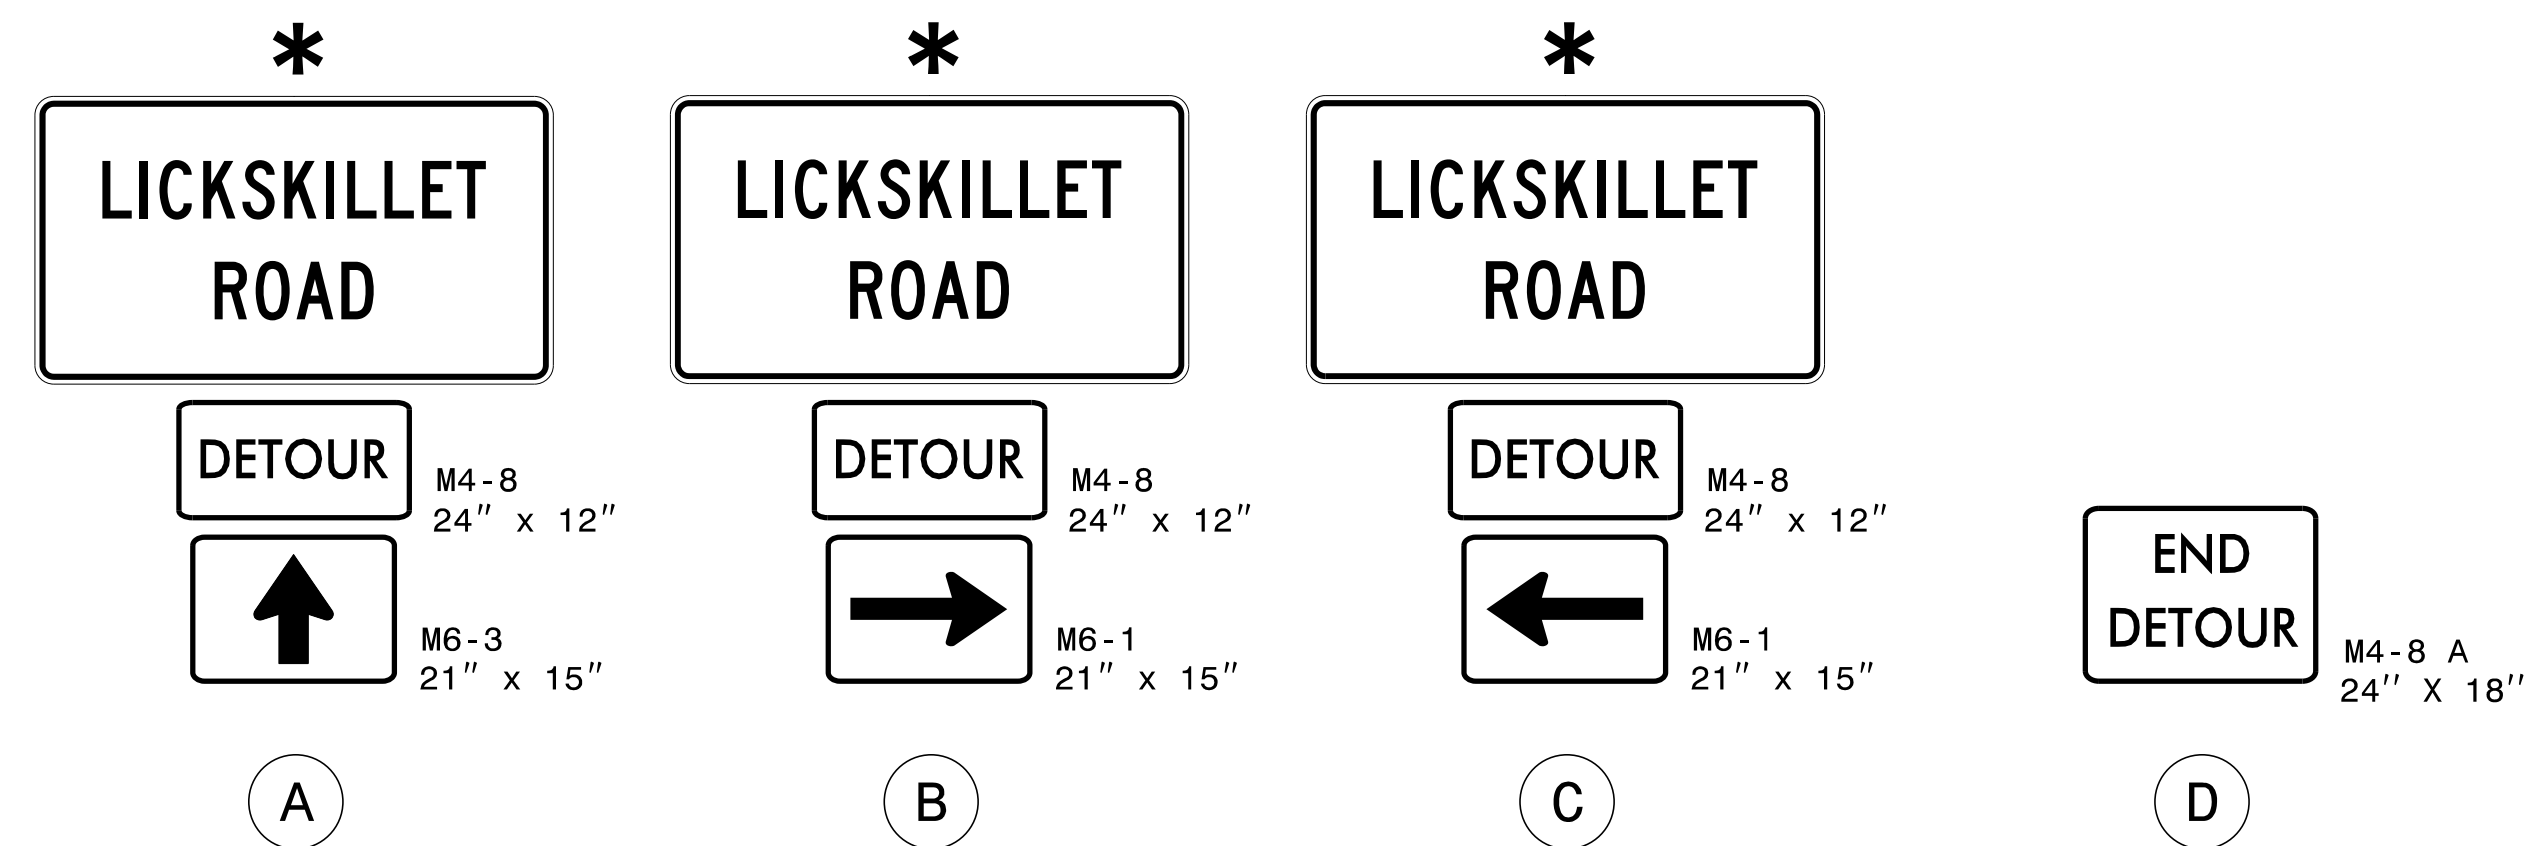 *
LICKSKILLET
ROAD
DETOUR
M4-8
24" x 12"
M6-3
21" x 15"
A
*
LICKSKILLET
ROAD
DETOUR
M4-8
24" x 12"
M6-1
21" x 15"
B
*
LICKSKILLET
ROAD
DETOUR
M4-8
24" x 12"
M6-1
21" x 15"
C
END
DETOUR
M4-8 A
24'' X 18''
D